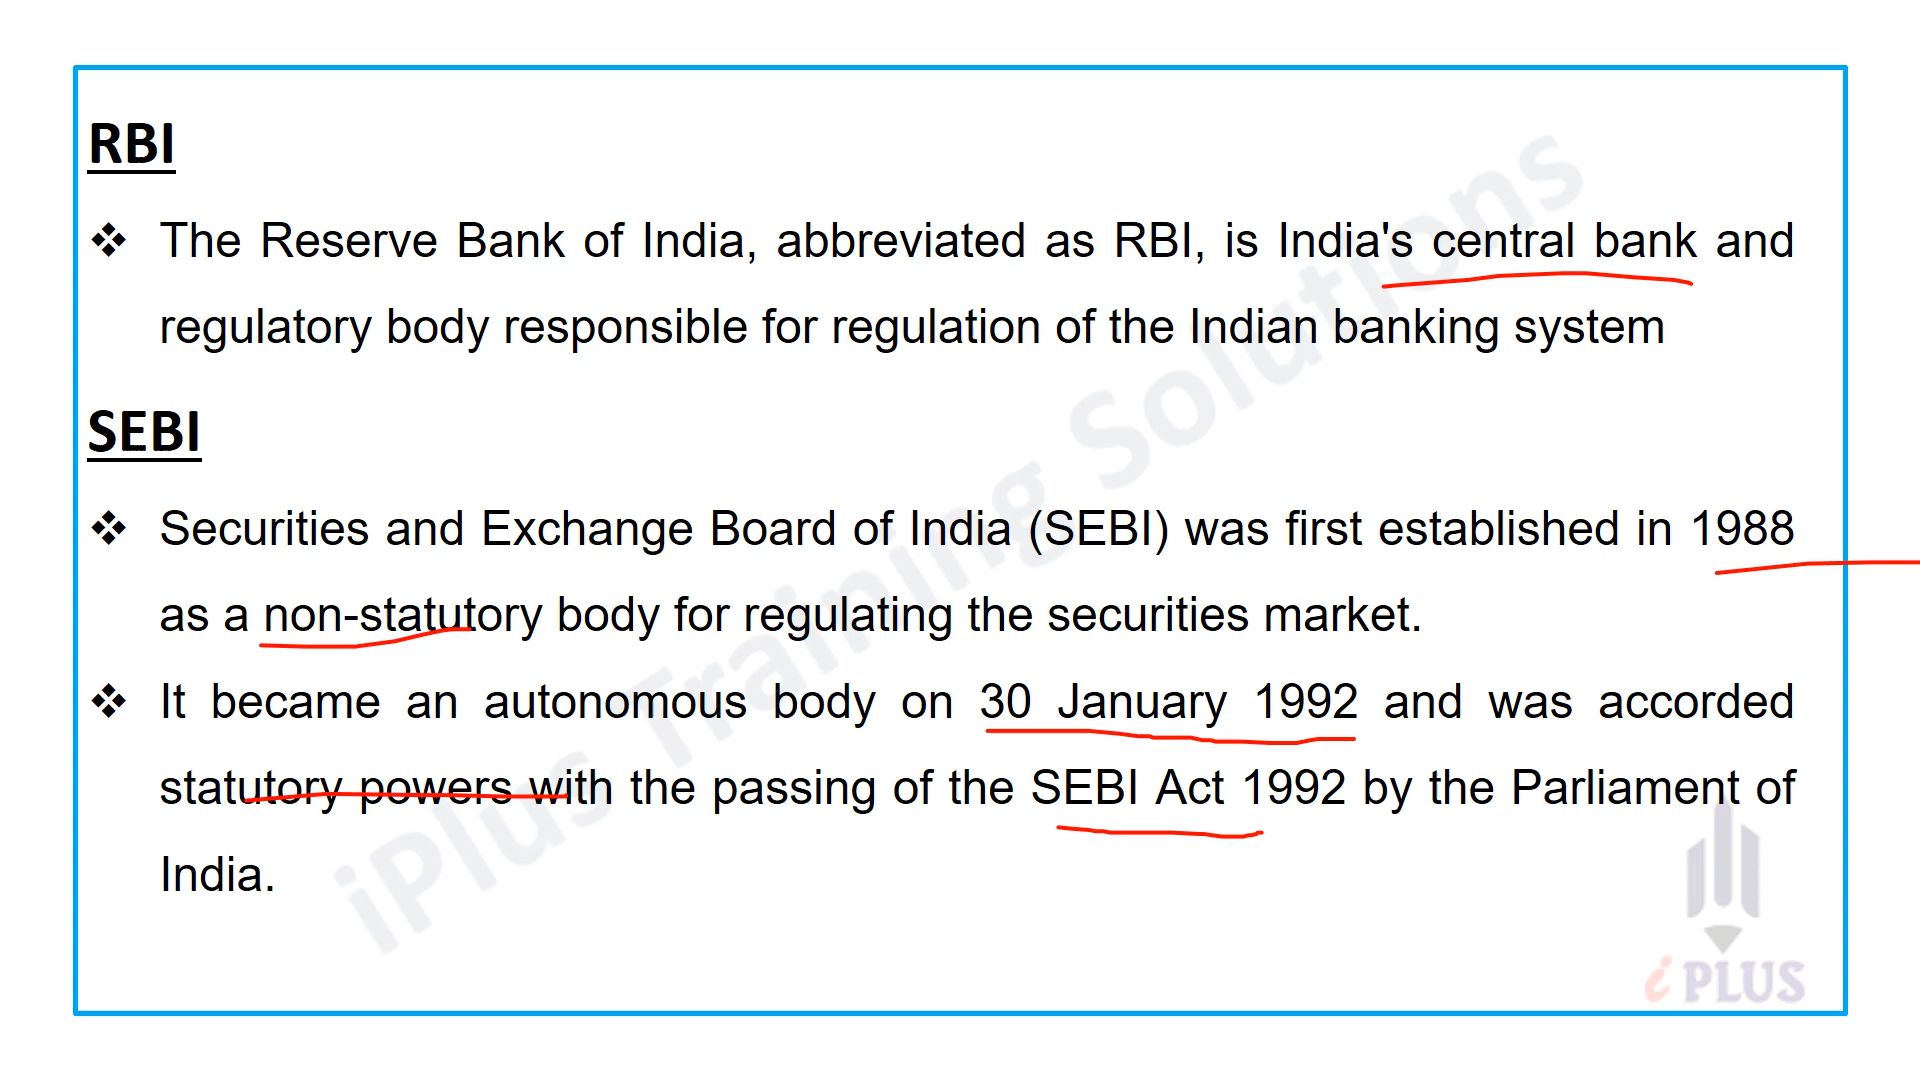 RBI
❖ The Reserve Bank of India, abbreviated as RBI, is India's central bank and
regulatory body responsible for regulation of the Indian banking system
SEBI
❖ Securities and Exchange Board of India (SEBI) was first established in 1988
as a non-statutory body for regulating the securities market.
❖ It became an autonomous body on 30 January 1992 and was accorded
statutory powers with the passing of the SEBI Act 1992 by the Parliament of
India.
iPlus Training Solutions
i PLUS